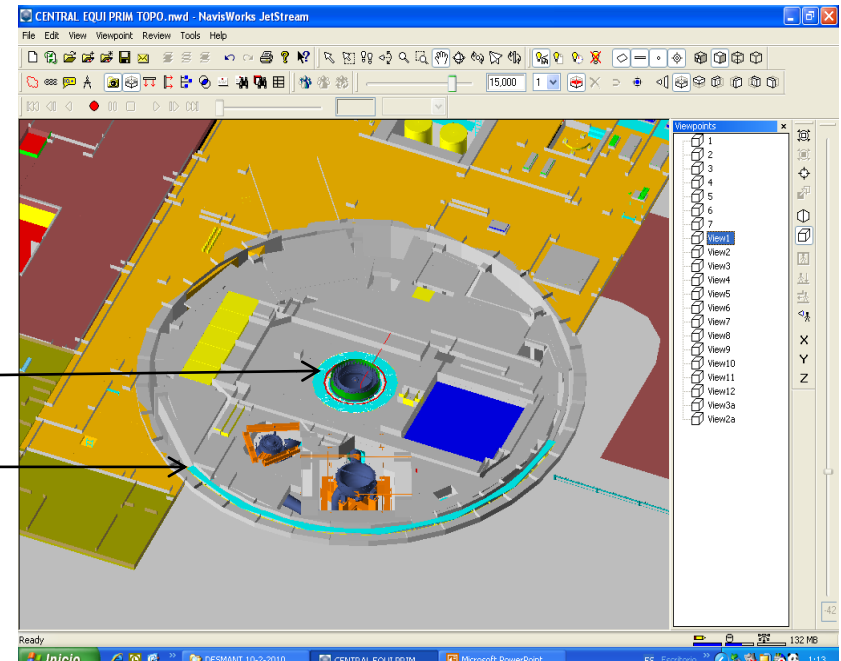 CENTRAL EQUI PRIM TOPO.nwd - NavisWorks JetStream
File Edit View Viewpoint Review Tools Help
15,000 1
Viewpoints
1
2
3
4
5
6
7
View1
View2
View3
View4
View5
View6
View7
View8
View9
View10
View11
View12
View3a
View2a
X
Y
Z
-42
Ready
132 MB
Inicio DESMANT 10-2-2010 CENTRAL EQUI PRIM Microsoft PowerPoint ES Escritorio 1:13